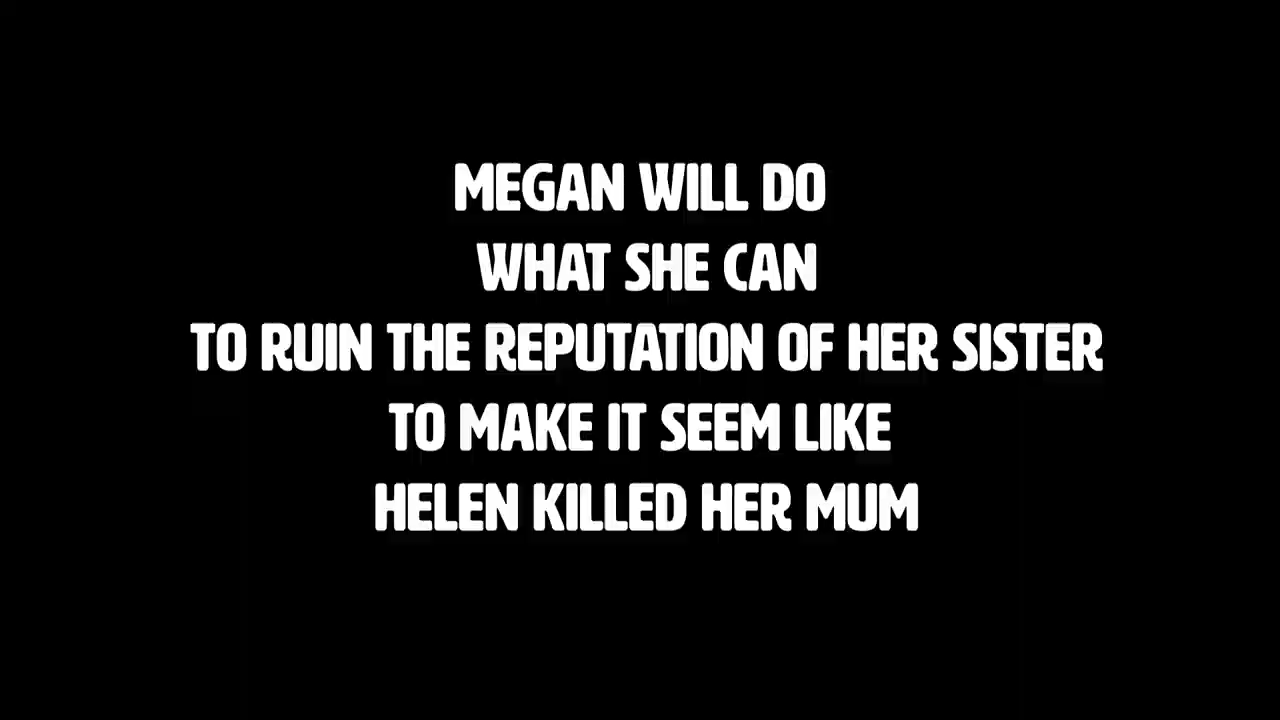 MEGAN WILL DO
WHAT SHE CAN
TO RUIN THE REPUTATION OF HER SISTER
TO MAKE IT SEEM LIKE
HELEN KILLED HER MUM